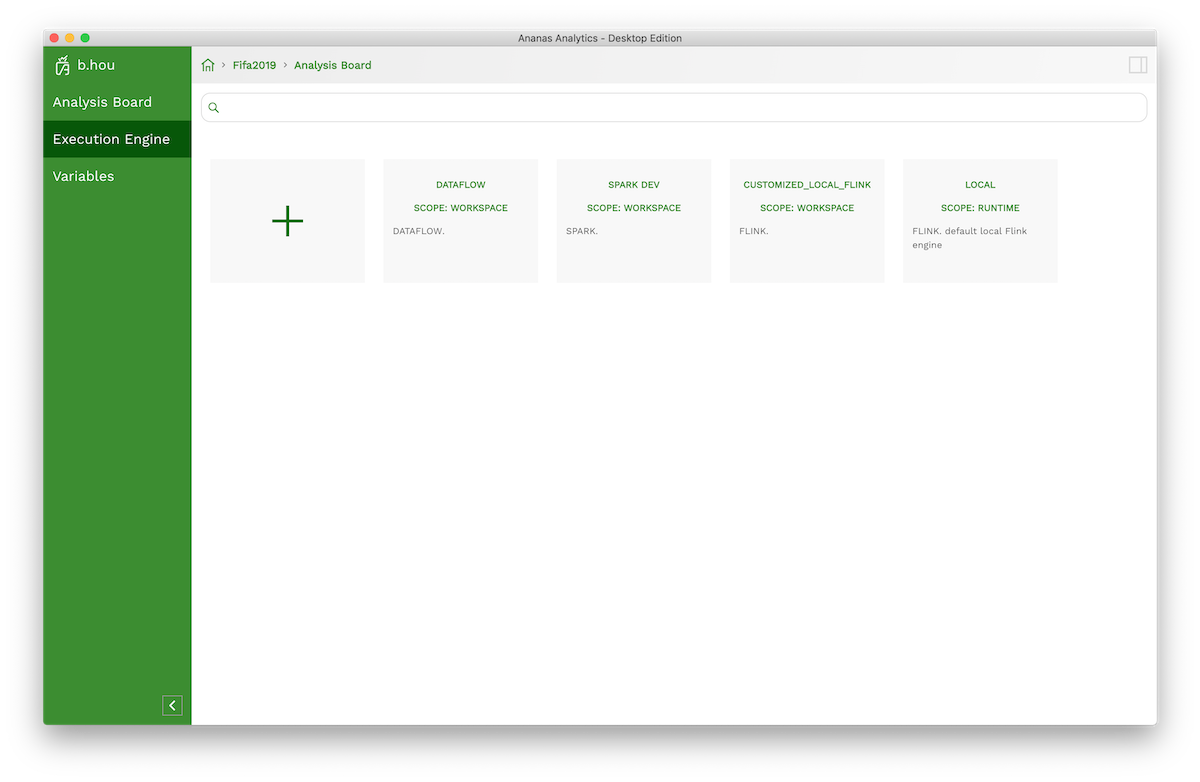 Ananas Analytics - Desktop Edition
b.hou
Analysis Board
Execution Engine
Variables
Fifa2019 › Analysis Board
DATAFLOW
SCOPE: WORKSPACE
DATAFLOW.
SPARK DEV
SCOPE: WORKSPACE
SPARK.
CUSTOMIZED_LOCAL_FLINK
SCOPE: WORKSPACE
FLINK.
LOCAL
SCOPE: RUNTIME
FLINK. default local Flink
engine